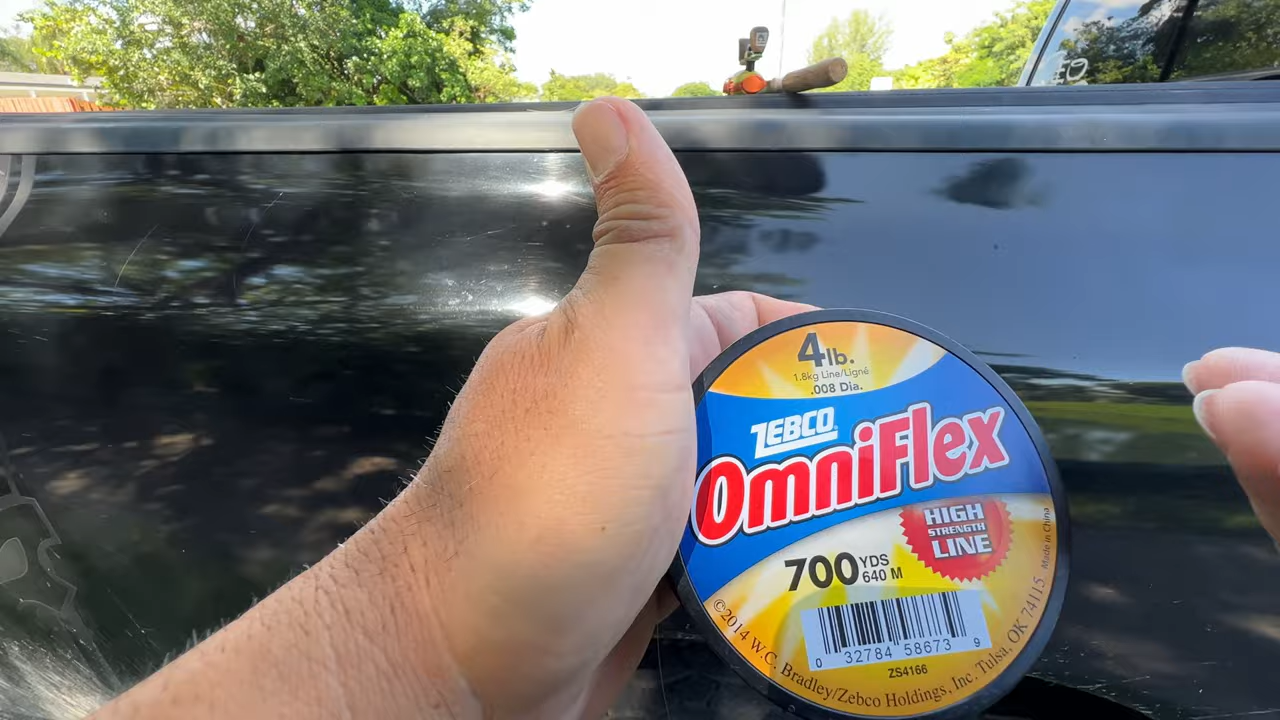 4lb.
1.8kg Line/Ligné
.008 Dia.
ZEBCO
OmniFlex
HIGH
STRENGTH
LINE
700 YDS
640 M
Made in China
0 32784 58673 9
ZS4166
©2014 W.C. Bradley/Zebco Holdings, Inc. Tulsa, OK 74115